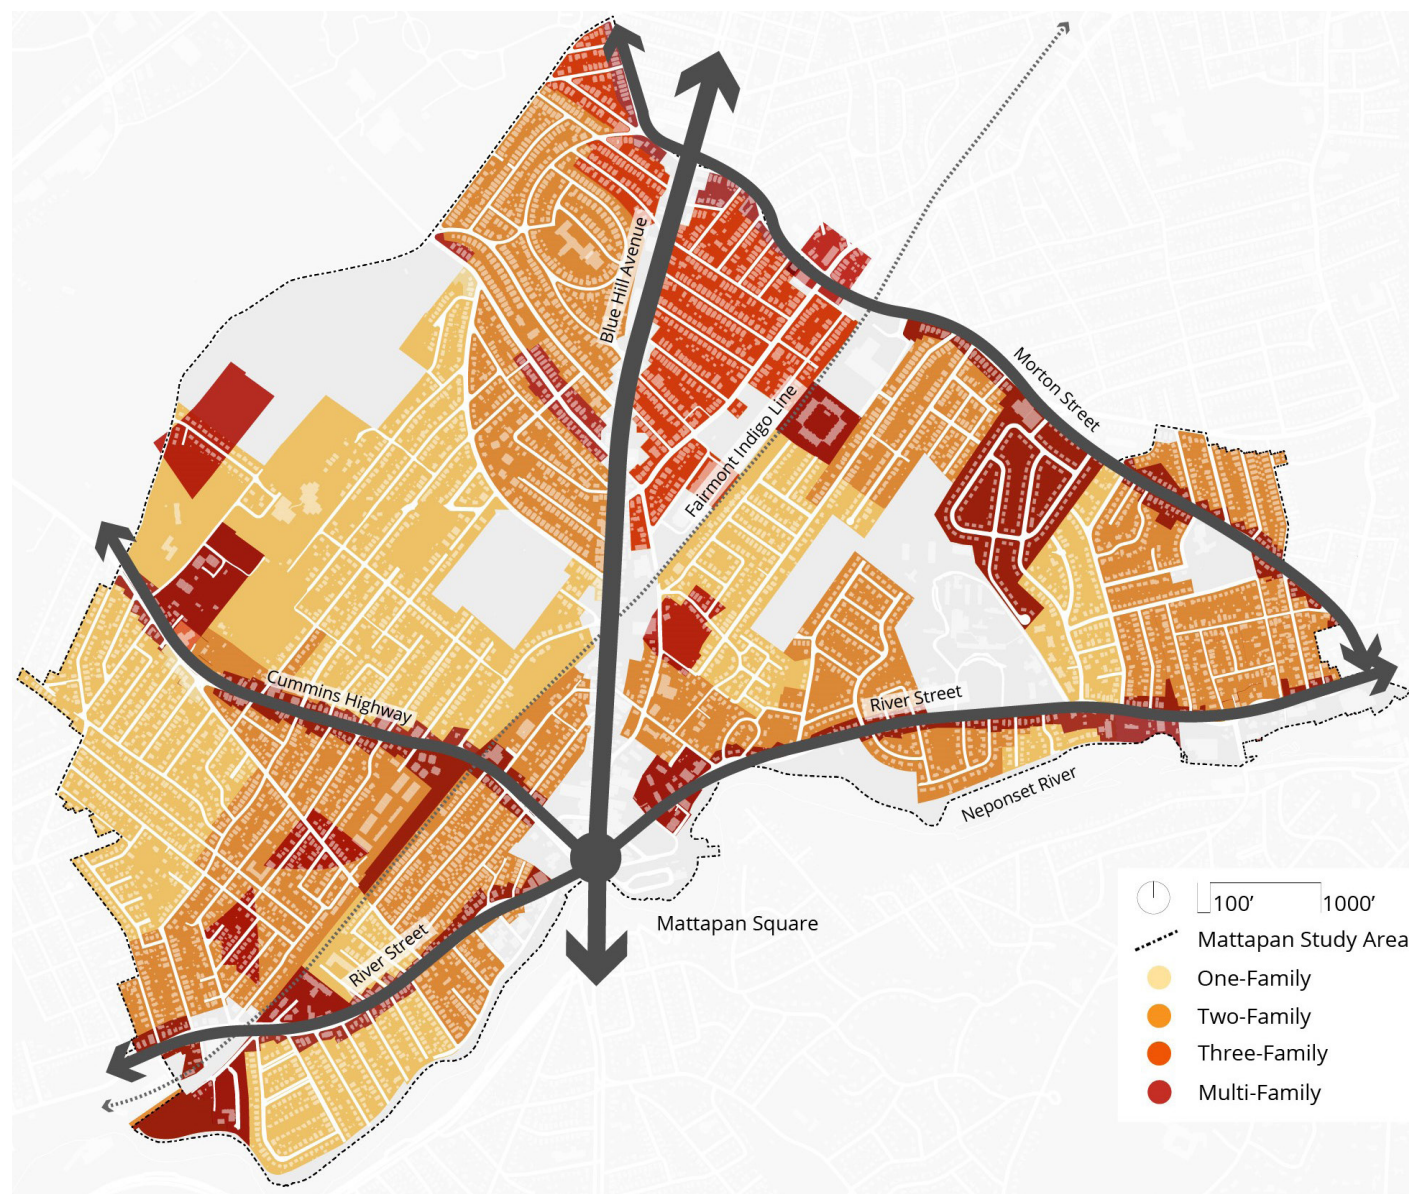 Blue Hill Avenue
Morton Street
Fairmont Indigo Line
Cummins Highway
River Street
Neponset River
River Street
Mattapan Square
100’ 1000’
Mattapan Study Area
One-Family
Two-Family
Three-Family
Multi-Family